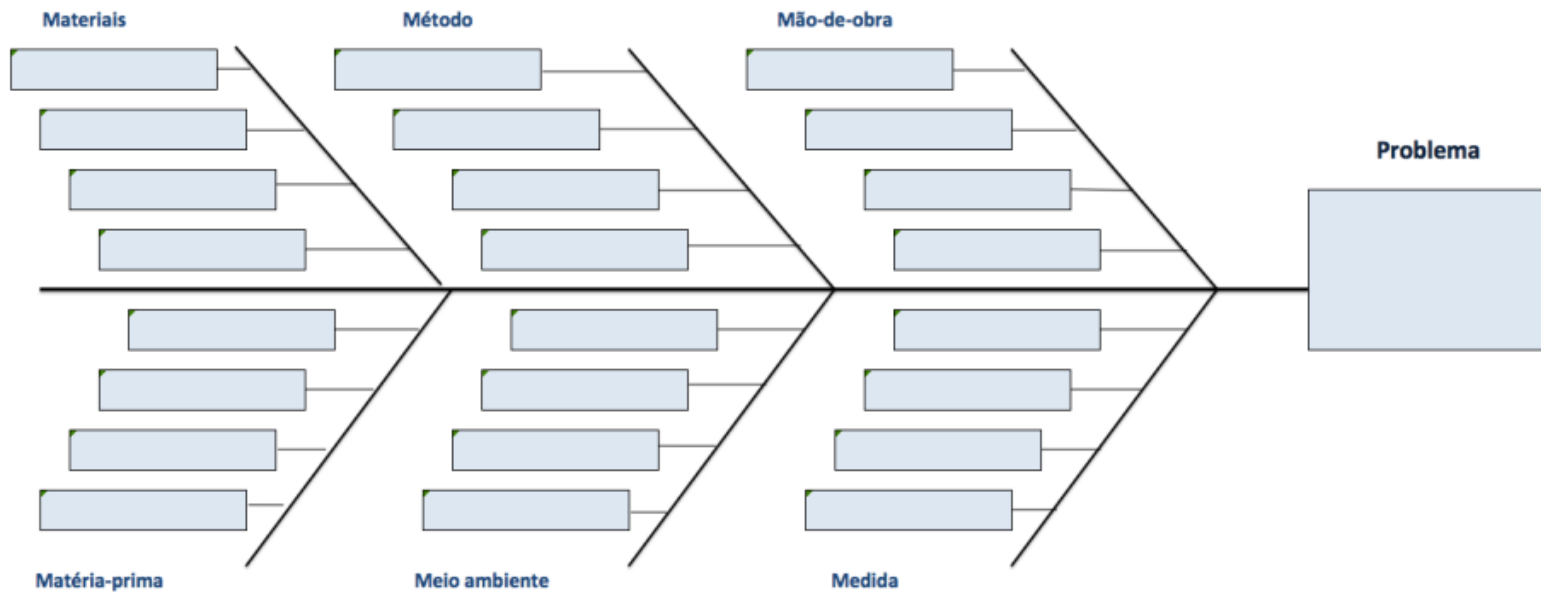 Materiais
Método
Mão-de-obra
Problema
Matéria-prima
Meio ambiente
Medida